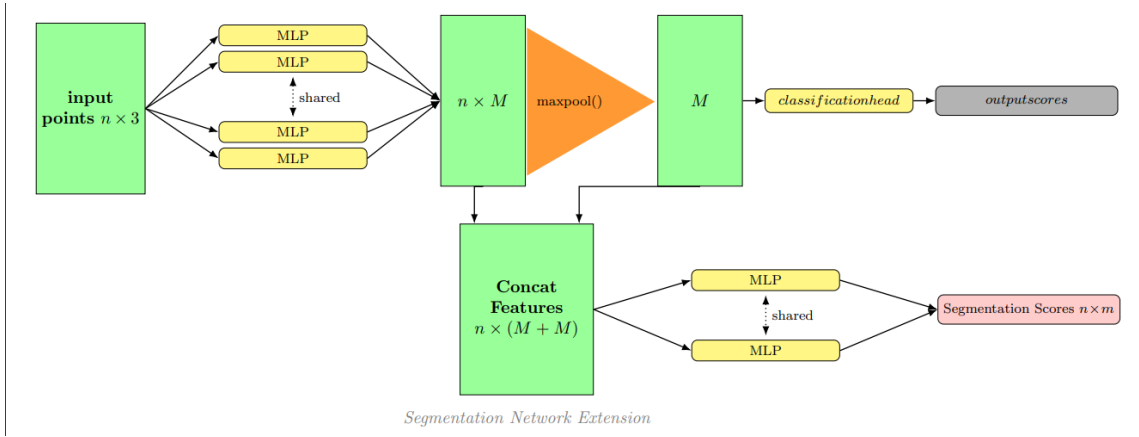 MLP
MLP
shared
MLP
MLP
input
points n × 3
n × M
maxpool()
M
classificationhead
outputscores
Concat
Features
n × (M + M)
MLP
shared
MLP
Segmentation Scores n×m
Segmentation Network Extension